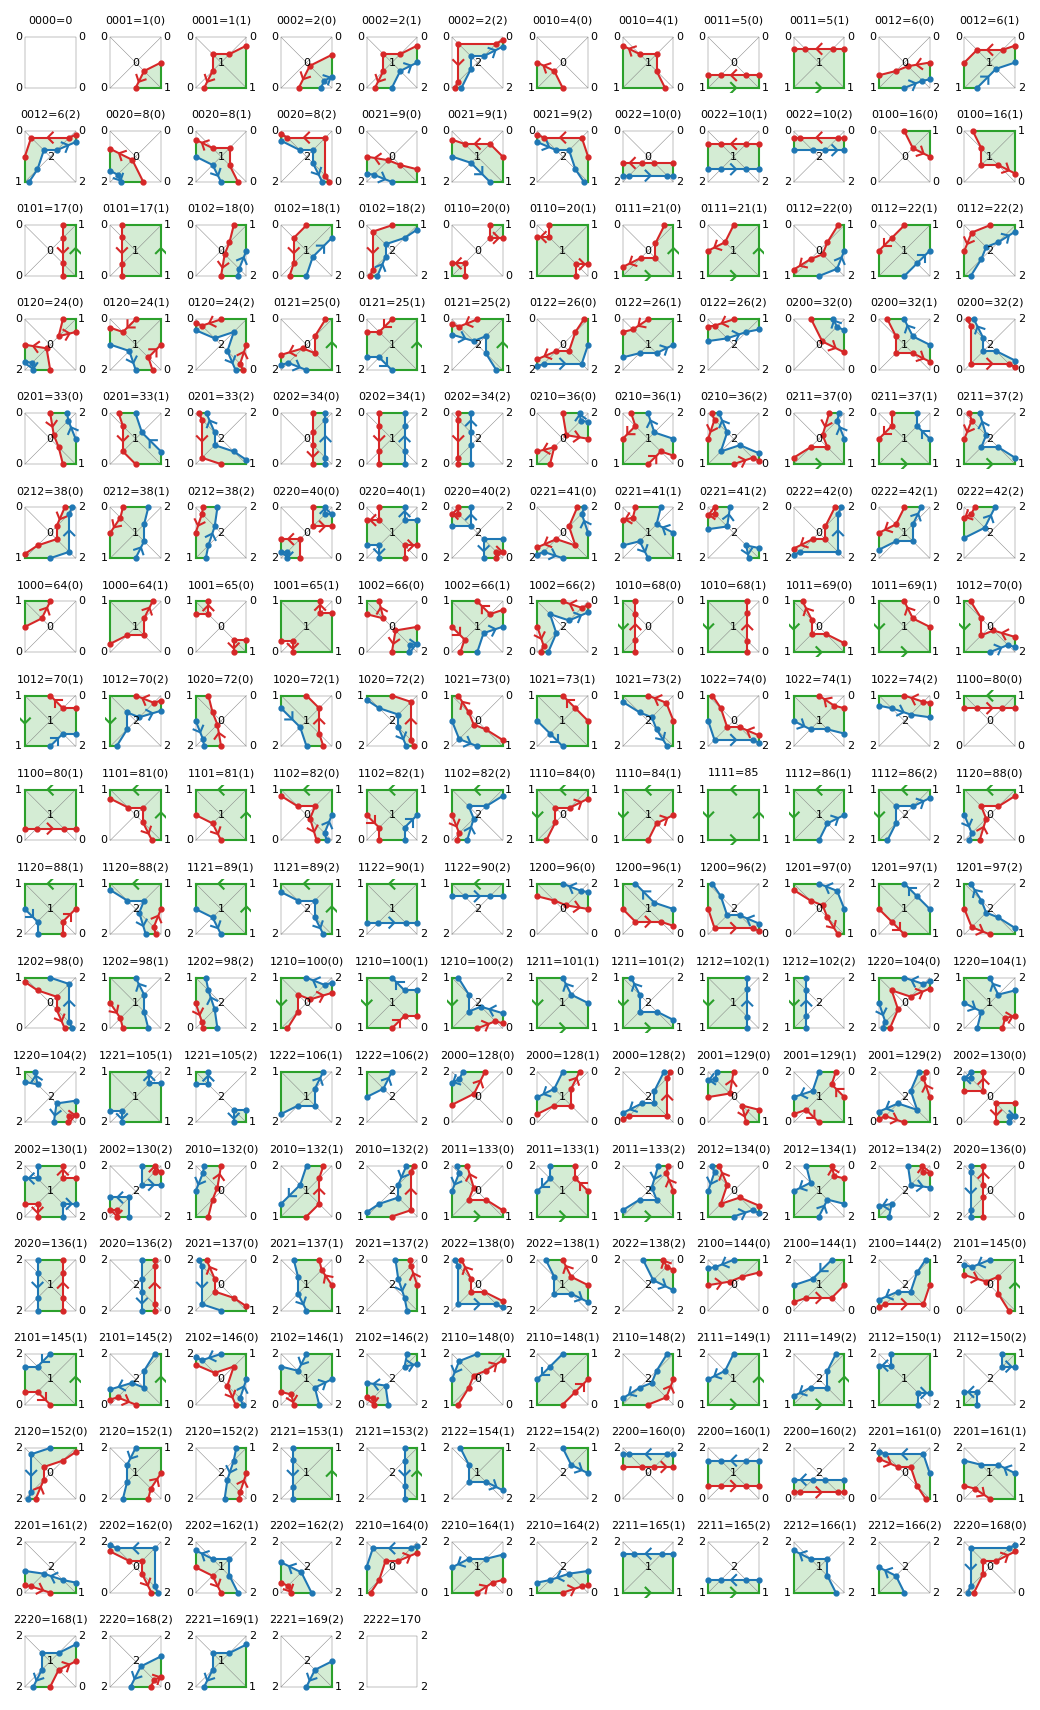 0000=0 0001=1(0) 0001=1(1) 0002=2(0) 0002=2(1) 0002=2(2) 0010=4(0) 0010=4(1) 0011=5(0) 0011=5(1) 0012=6(0) 0012=6(1)
0012=6(2) 0020=8(0) 0020=8(1) 0020=8(2) 0021=9(0) 0021=9(1) 0021=9(2) 0022=10(0) 0022=10(1) 0022=10(2) 0100=16(0) 0100=16(1)
0101=17(0) 0101=17(1) 0102=18(0) 0102=18(1) 0102=18(2) 0110=20(0) 0110=20(1) 0111=21(0) 0111=21(1) 0112=22(0) 0112=22(1) 0112=22(2)
0120=24(0) 0120=24(1) 0120=24(2) 0121=25(0) 0121=25(1) 0121=25(2) 0122=26(0) 0122=26(1) 0122=26(2) 0200=32(0) 0200=32(1) 0200=32(2)
0201=33(0) 0201=33(1) 0201=33(2) 0202=34(0) 0202=34(1) 0202=34(2) 0210=36(0) 0210=36(1) 0210=36(2) 0211=37(0) 0211=37(1) 0211=37(2)
0212=38(0) 0212=38(1) 0212=38(2) 0220=40(0) 0220=40(1) 0220=40(2) 0221=41(0) 0221=41(1) 0221=41(2) 0222=42(0) 0222=42(1) 0222=42(2)
1000=64(0) 1000=64(1) 1001=65(0) 1001=65(1) 1002=66(0) 1002=66(1) 1002=66(2) 1010=68(0) 1010=68(1) 1011=69(0) 1011=69(1) 1012=70(0)
1012=70(1) 1012=70(2) 1020=72(0) 1020=72(1) 1020=72(2) 1021=73(0) 1021=73(1) 1021=73(2) 1022=74(0) 1022=74(1) 1022=74(2) 1100=80(0)
1100=80(1) 1101=81(0) 1101=81(1) 1102=82(0) 1102=82(1) 1102=82(2) 1110=84(0) 1110=84(1) 1111=85 1112=86(1) 1112=86(2) 1120=88(0)
1120=88(1) 1120=88(2) 1121=89(1) 1121=89(2) 1122=90(1) 1122=90(2) 1200=96(0) 1200=96(1) 1200=96(2) 1201=97(0) 1201=97(1) 1201=97(2)
1202=98(0) 1202=98(1) 1202=98(2) 1210=100(0) 1210=100(1) 1210=100(2) 1211=101(1) 1211=101(2) 1212=102(1) 1212=102(2) 1220=104(0) 1220=104(1)
1220=104(2) 1221=105(1) 1221=105(2) 1222=106(1) 1222=106(2) 2000=128(0) 2000=128(1) 2000=128(2) 2001=129(0) 2001=129(1) 2001=129(2) 2002=130(0)
2002=130(1) 2002=130(2) 2010=132(0) 2010=132(1) 2010=132(2) 2011=133(0) 2011=133(1) 2011=133(2) 2012=134(0) 2012=134(1) 2012=134(2) 2020=136(0)
2020=136(1) 2020=136(2) 2021=137(0) 2021=137(1) 2021=137(2) 2022=138(0) 2022=138(1) 2022=138(2) 2100=144(0) 2100=144(1) 2100=144(2) 2101=145(0)
2101=145(1) 2101=145(2) 2102=146(0) 2102=146(1) 2102=146(2) 2110=148(0) 2110=148(1) 2110=148(2) 2111=149(1) 2111=149(2) 2112=150(1) 2112=150(2)
2120=152(0) 2120=152(1) 2120=152(2) 2121=153(1) 2121=153(2) 2122=154(1) 2122=154(2) 2200=160(0) 2200=160(1) 2200=160(2) 2201=161(0) 2201=161(1)
2201=161(2) 2202=162(0) 2202=162(1) 2202=162(2) 2210=164(0) 2210=164(1) 2210=164(2) 2211=165(1) 2211=165(2) 2212=166(1) 2212=166(2) 2220=168(0)
2220=168(1) 2220=168(2) 2221=169(1) 2221=169(2) 2222=170